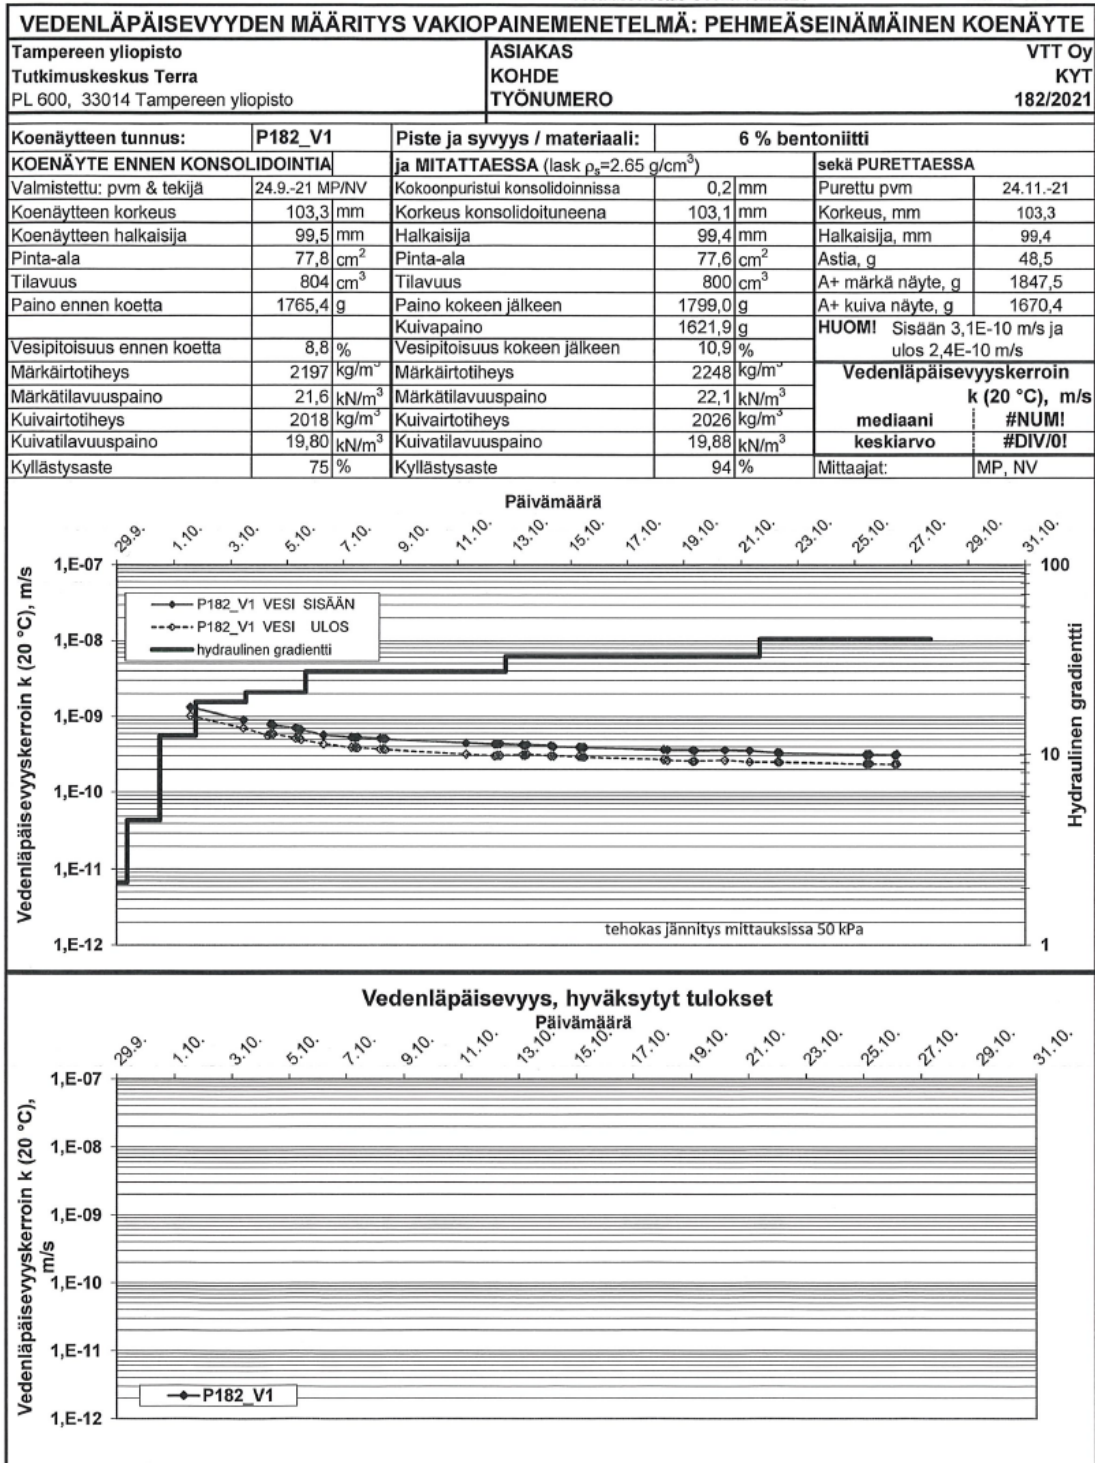 VEDENLÄPÄISEVYYDEN MÄÄRITYS VAKIOPAINEMENETELMÄ: PEHMEÄSEINÄMÄINEN KOENÄYTE
Tampereen yliopisto ASIAKAS VTT Oy
Tutkimuskeskus Terra KOHDE KYT
PL 600, 33014 Tampereen yliopisto TYÖNUMERO 182/2021
Koenäytteen tunnus: P182_V1 Piste ja syvyys / materiaali: 6 % bentoniitti
KOENÄYTE ENNEN KONSOLIDOINTIA ja MITATTAESSA (lask ρs=2.65 g/cm³) sekä PURETTAESSA
Valmistettu: pvm & tekijä 24.9.-21 MP/NV Kokoonpuristui konsolidoinnissa 0,2 mm Purettu pvm 24.11.-21
Koenäytteen korkeus 103,3 mm Korkeus konsolidoituneena 103,1 mm Korkeus, mm 103,3
Koenäytteen halkaisija 99,5 mm Halkaisija 99,4 mm Halkaisija, mm 99,4
Pinta-ala 77,8 cm² Pinta-ala 77,6 cm² Astia, g 48,5
Tilavuus 804 cm³ Tilavuus 800 cm³ A+ märkä näyte, g 1847,5
Paino ennen koetta 1765,4 g Paino kokeen jälkeen 1799,0 g A+ kuiva näyte, g 1670,4
Kuivapaino 1621,9 g HUOM! Sisään 3,1E-10 m/s ja
Vesipitoisuus ennen koetta 8,8 % Vesipitoisuus kokeen jälkeen 10,9 % ulos 2,4E-10 m/s
Märkäirtotiheys 2197 kg/m³ Märkäirtotiheys 2248 kg/m³ Vedenläpäisevyyskerroin
Märkätilavuuspaino 21,6 kN/m³ Märkätilavuuspaino 22,1 kN/m³ k (20 °C), m/s
Kuivairtotiheys 2018 kg/m³ Kuivairtotiheys 2026 kg/m³ mediaani #NUM!
Kuivatilavuuspaino 19,80 kN/m³ Kuivatilavuuspaino 19,88 kN/m³ keskiarvo #DIV/0!
Kyllästysaste 75 % Kyllästysaste 94 % Mittaajat: MP, NV
Päivämäärä
29.9. 1.10. 3.10. 5.10. 7.10. 9.10. 11.10. 13.10. 15.10. 17.10. 19.10. 21.10. 23.10. 25.10. 27.10. 29.10. 31.10.
Vedenläpäisevyyskerroin k (20 °C), m/s
1,E-07
1,E-08
1,E-09
1,E-10
1,E-11
1,E-12
P182_V1 VESI SISÄÄN
P182_V1 VESI ULOS
hydraulinen gradientti
tehokas jännitys mittauksissa 50 kPa
100
10
1
Hydraulinen gradientti
Vedenläpäisevyys, hyväksytyt tulokset
Päivämäärä
29.9. 1.10. 3.10. 5.10. 7.10. 9.10. 11.10. 13.10. 15.10. 17.10. 19.10. 21.10. 23.10. 25.10. 27.10. 29.10. 31.10.
Vedenläpäisevyyskerroin k (20 °C),
m/s
1,E-07
1,E-08
1,E-09
1,E-10
1,E-11
1,E-12
P182_V1